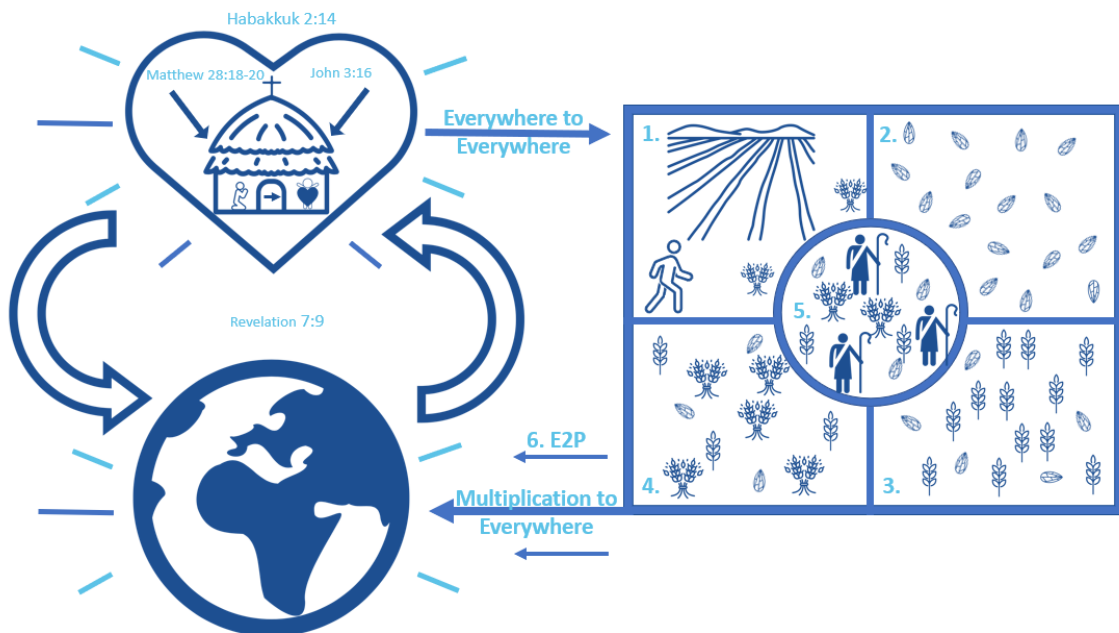 Habakkuk 2:14
Matthew 28:18-20
John 3:16
Everywhere to
Everywhere
1.
2.
5.
Revelation 7:9
6. E2P
4.
3.
Multiplication to
Everywhere